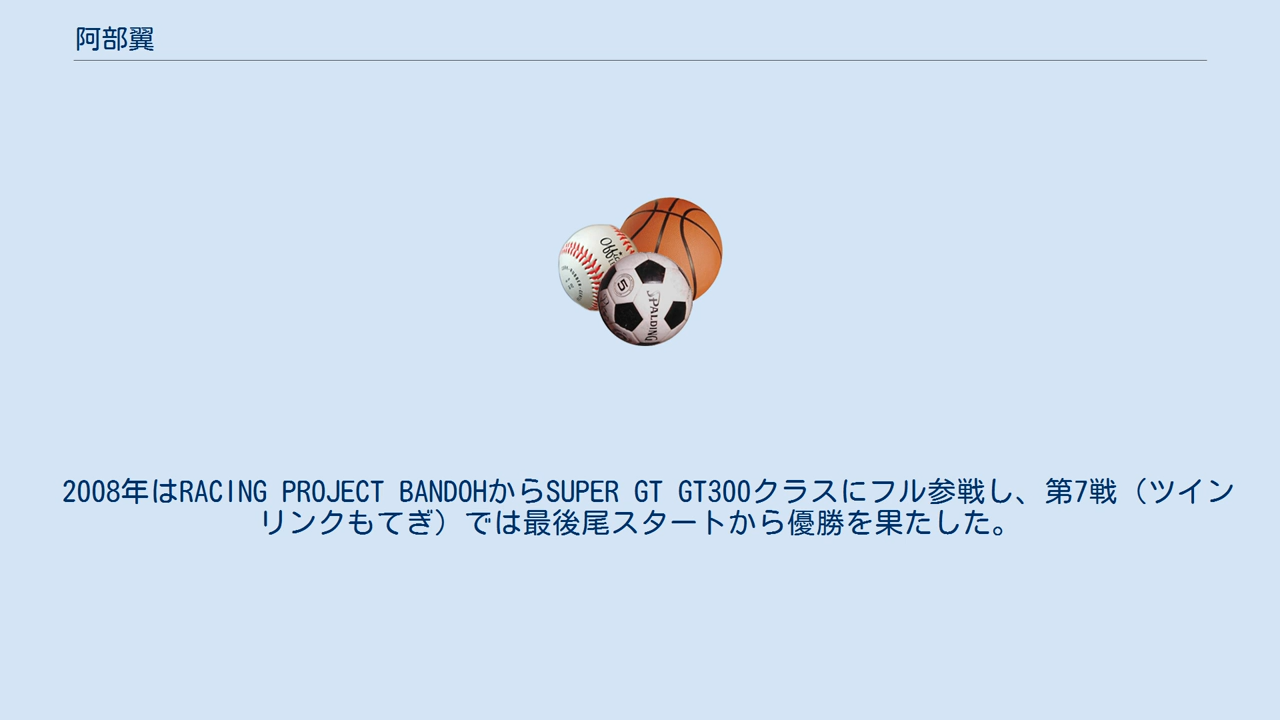 阿部翼
Offic
5
SPALDING
2008年はRACING PROJECT BANDOHからSUPER GT GT300クラスにフル参戦し、第7戦（ツイン
リンクもてぎ）では最後尾スタートから優勝を果たした。